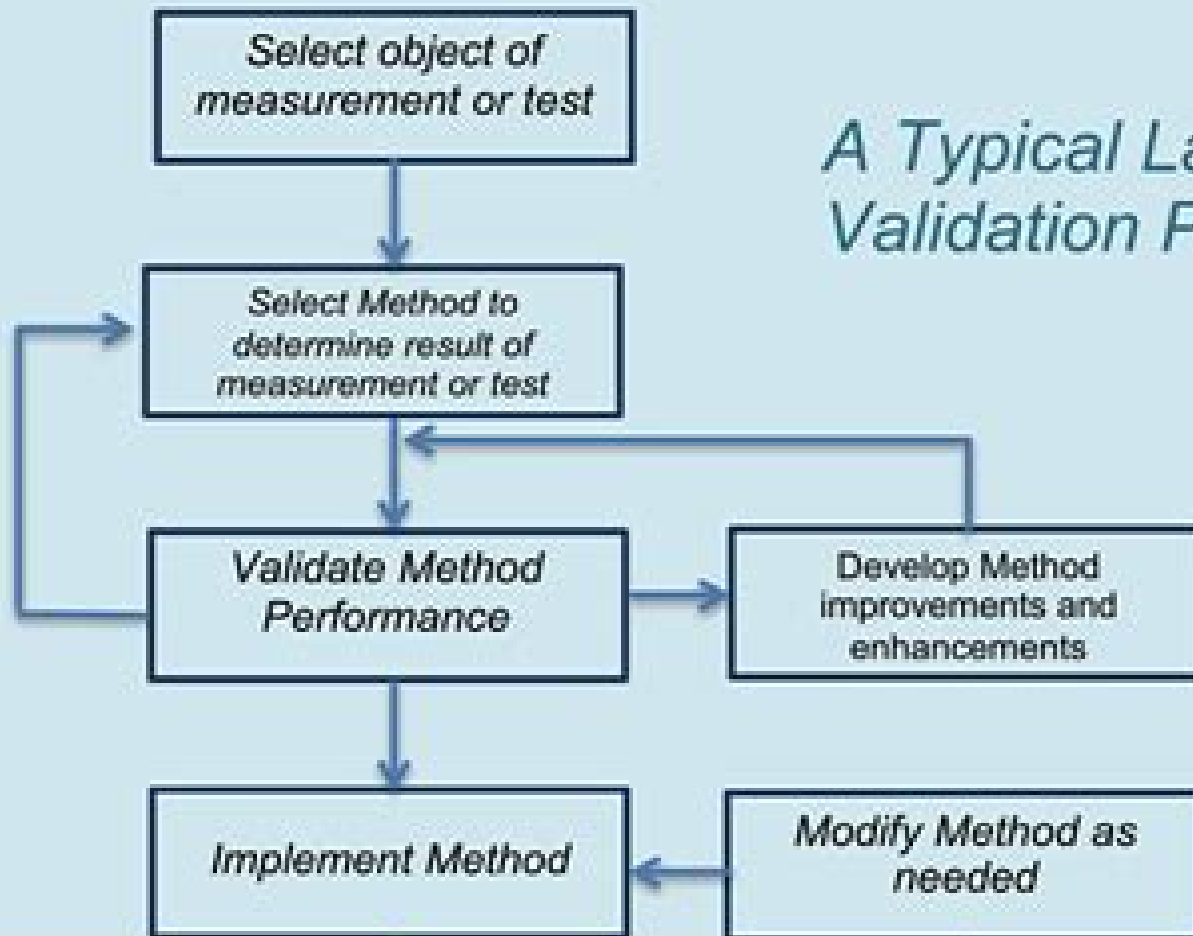 Select object of
measurement or test
A Typical
Validation
Select Method to
determine result of
measurement or test
Validate Method
Performance
Develop Method
improvements and
enhancements
Implement Method
Modify Method as
needed